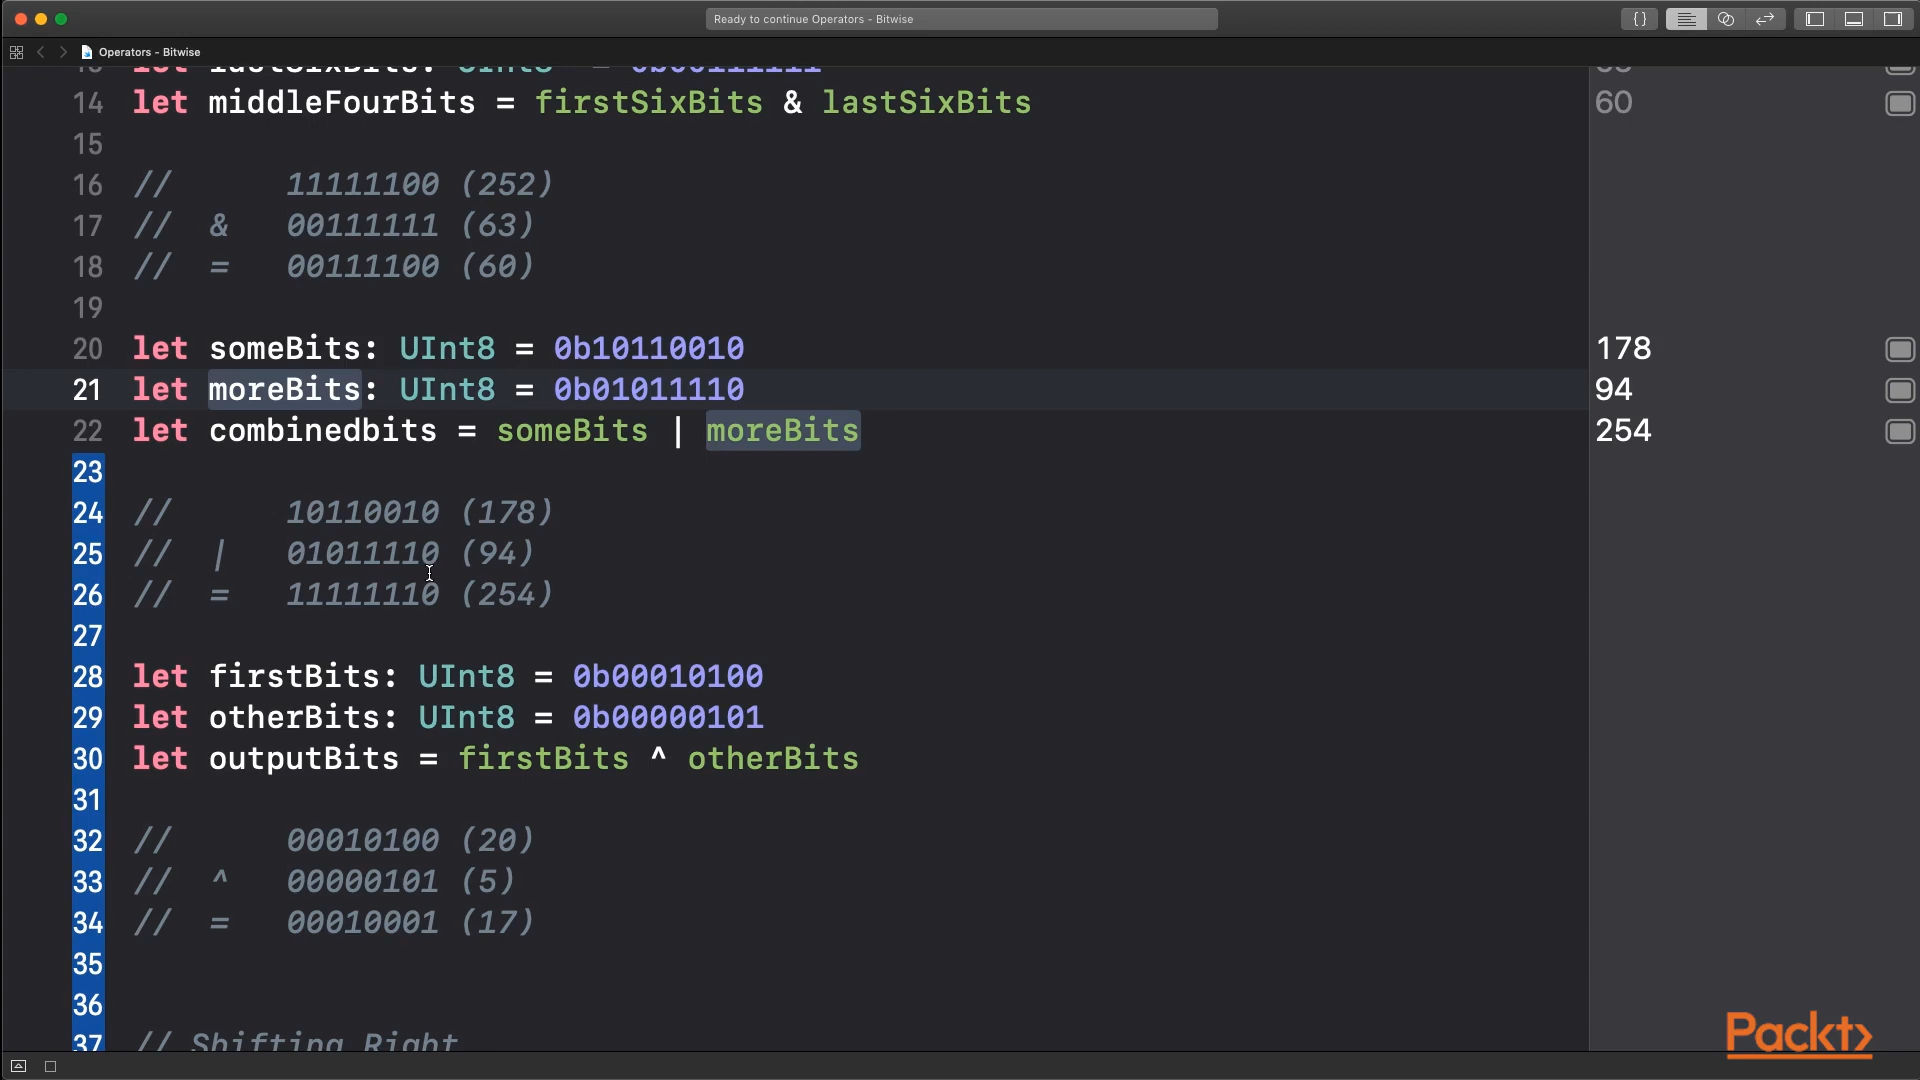 Ready to continue Operators - Bitwise
{}
Operators - Bitwise
14 let middleFourBits = firstSixBits & lastSixBits 60
15
16 // 11111100 (252)
17 // & 00111111 (63)
18 // = 00111100 (60)
19
20 let someBits: UInt8 = 0b10110010 178
21 let moreBits: UInt8 = 0b01011110 94
22 let combinedbits = someBits | moreBits 254
23
24 // 10110010 (178)
25 // | 01011110 (94)
26 // = 11111110 (254)
27
28 let firstBits: UInt8 = 0b00010100
29 let otherBits: UInt8 = 0b00000101
30 let outputBits = firstBits ^ otherBits
31
32 // 00010100 (20)
33 // ^ 00000101 (5)
34 // = 00010001 (17)
35
36
37 // Shifting Right
Packt>